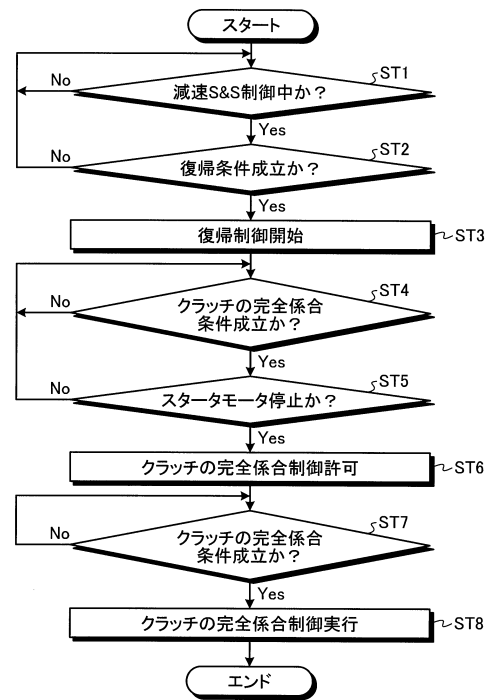 スタート
ST1
減速S&S制御中か?
No
Yes
ST2
復帰条件成立か?
No
Yes
復帰制御開始
ST3
ST4
クラッチの完全係合
条件成立か?
No
Yes
ST5
スタータモータ停止か?
No
Yes
クラッチの完全係合制御許可
ST6
ST7
クラッチの完全係合
条件成立か?
No
Yes
クラッチの完全係合制御実行
ST8
エンド